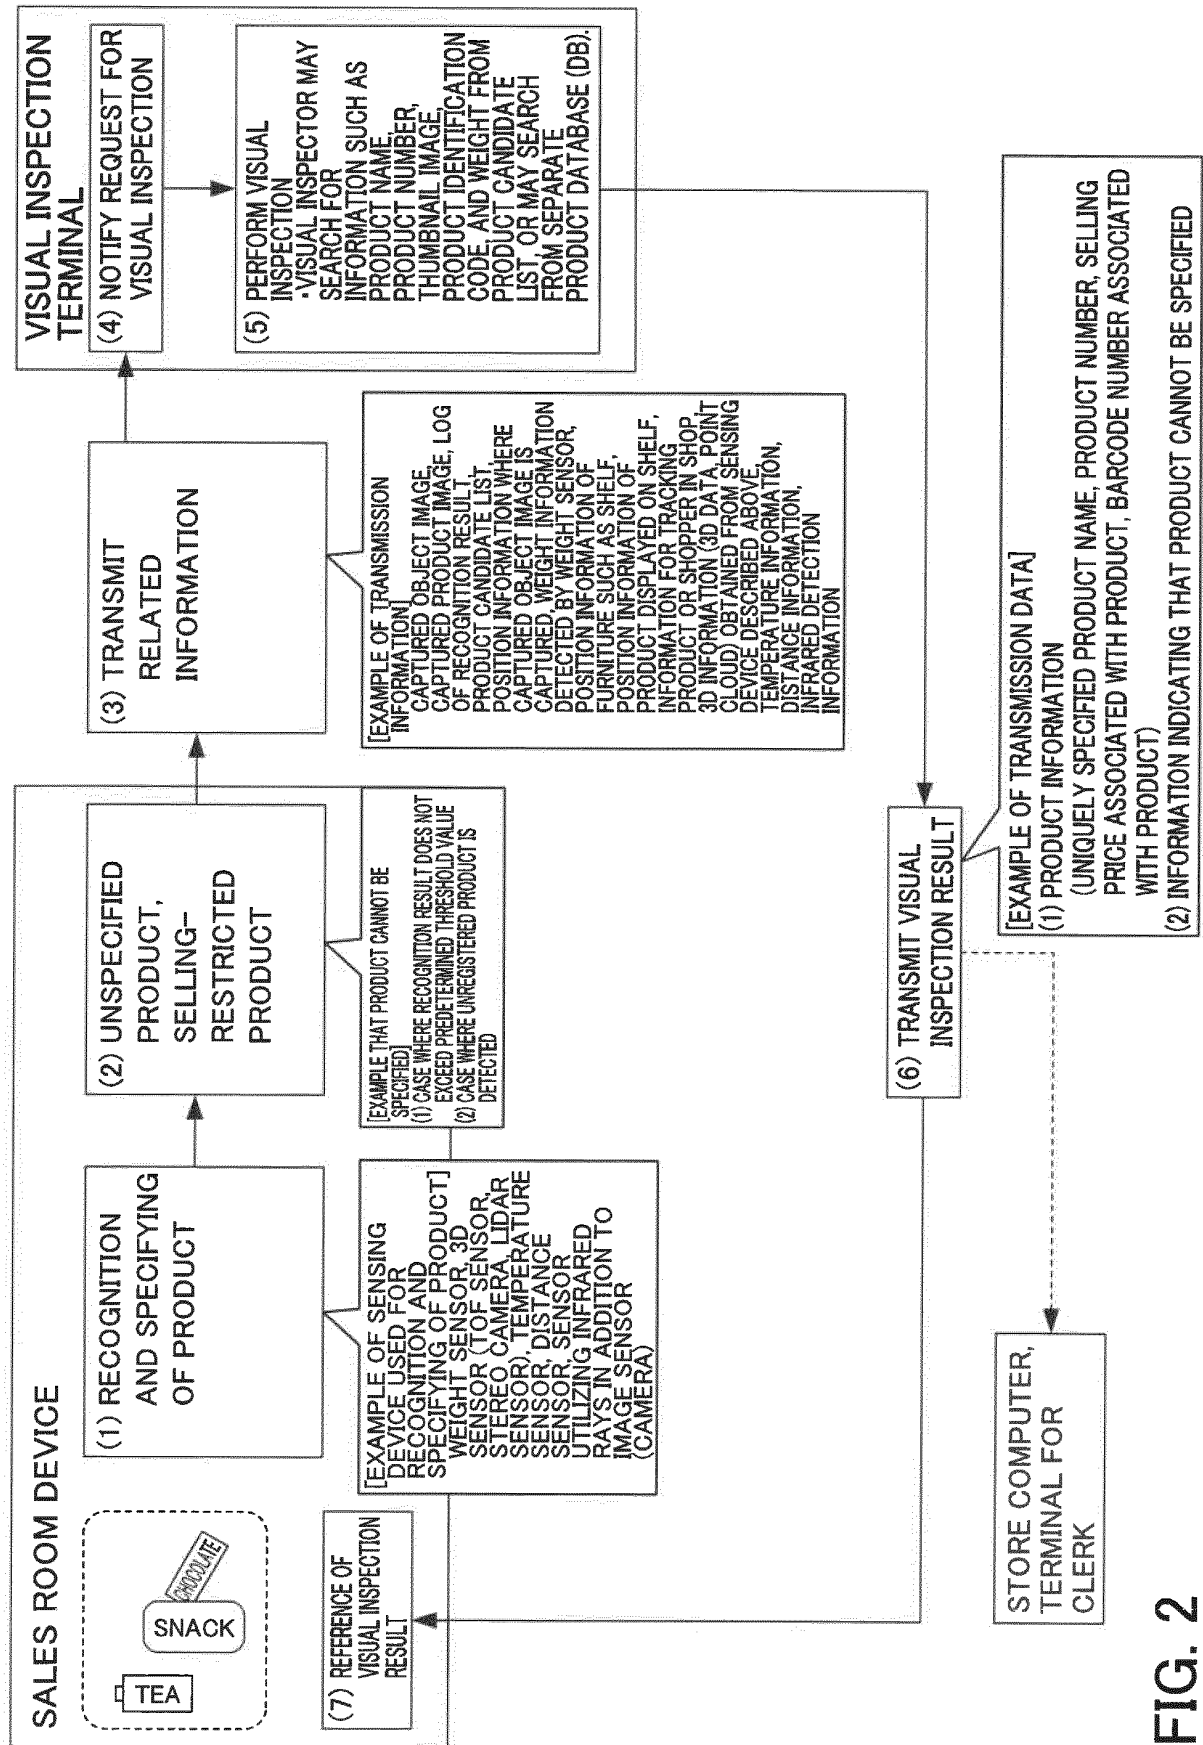 SALES ROOM DEVICE
TEA
SNACK
CHOCOLATE
(1) RECOGNITION
AND SPECIFYING
OF PRODUCT
[EXAMPLE OF SENSING
DEVICE USED FOR
RECOGNITION AND
SPECIFYING OF PRODUCT]
WEIGHT SENSOR, 3D
SENSOR (TOF SENSOR,
STEREO CAMERA, LIDAR
SENSOR), TEMPERATURE
SENSOR, DISTANCE
SENSOR, SENSOR
UTILIZING INFRARED
RAYS IN ADDITION TO
IMAGE SENSOR
(CAMERA)
(2) UNSPECIFIED
PRODUCT,
SELLING-
RESTRICTED
PRODUCT
[EXAMPLE THAT PRODUCT CANNOT BE
SPECIFIED]
(1) CASE WHERE RECOGNITION RESULT DOES NOT
EXCEED PREDETERMINED THRESHOLD VALUE
(2) CASE WHERE UNREGISTERED PRODUCT IS
DETECTED
(3) TRANSMIT
RELATED
INFORMATION
[EXAMPLE OF TRANSMISSION
INFORMATION]
CAPTURED OBJECT IMAGE,
CAPTURED PRODUCT IMAGE, LOG
OF RECOGNITION RESULT,
PRODUCT CANDIDATE LIST,
POSITION INFORMATION WHERE
CAPTURED OBJECT IMAGE IS
CAPTURED, WEIGHT INFORMATION
DETECTED BY WEIGHT SENSOR,
POSITION INFORMATION OF
FURNITURE SUCH AS SHELF,
POSITION INFORMATION OF
PRODUCT DISPLAYED ON SHELF,
INFORMATION FOR TRACKING
PRODUCT OR SHOPPER IN SHOP,
3D INFORMATION (3D DATA, POINT
CLOUD) OBTAINED FROM SENSING
DEVICE DESCRIBED ABOVE,
TEMPERATURE INFORMATION,
DISTANCE INFORMATION,
INFRARED DETECTION
INFORMATION
VISUAL INSPECTION
TERMINAL
(4) NOTIFY REQUEST FOR
VISUAL INSPECTION
(5) PERFORM VISUAL
INSPECTION
・VISUAL INSPECTOR MAY
SEARCH FOR
INFORMATION SUCH AS
PRODUCT NAME,
PRODUCT NUMBER,
THUMBNAIL IMAGE,
PRODUCT IDENTIFICATION
CODE, AND WEIGHT FROM
PRODUCT CANDIDATE
LIST, OR MAY SEARCH
FROM SEPARATE
PRODUCT DATABASE (DB).
(6) TRANSMIT VISUAL
INSPECTION RESULT
[EXAMPLE OF TRANSMISSION DATA]
(1) PRODUCT INFORMATION
(UNIQUELY SPECIFIED PRODUCT NAME, PRODUCT NUMBER, SELLING
PRICE ASSOCIATED WITH PRODUCT, BARCODE NUMBER ASSOCIATED
WITH PRODUCT)
(2) INFORMATION INDICATING THAT PRODUCT CANNOT BE SPECIFIED
(7) REFERENCE OF
VISUAL INSPECTION
RESULT
STORE COMPUTER,
TERMINAL FOR
CLERK
FIG. 2